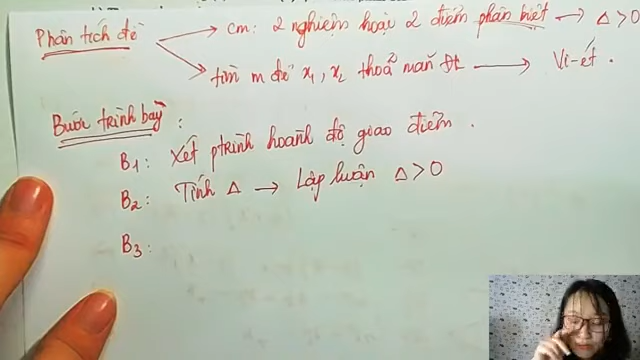 Phân tích đề → cm: 2 nghiệm hoặc 2 điểm phân biệt → Δ > 0
→ tìm m để x₁, x₂ thoả mãn đk → Vi-ét.
Bước trình bày:
B₁: Xét ptrình hoành độ giao điểm.
B₂: Tính Δ → Lập luận Δ > 0
B₃: